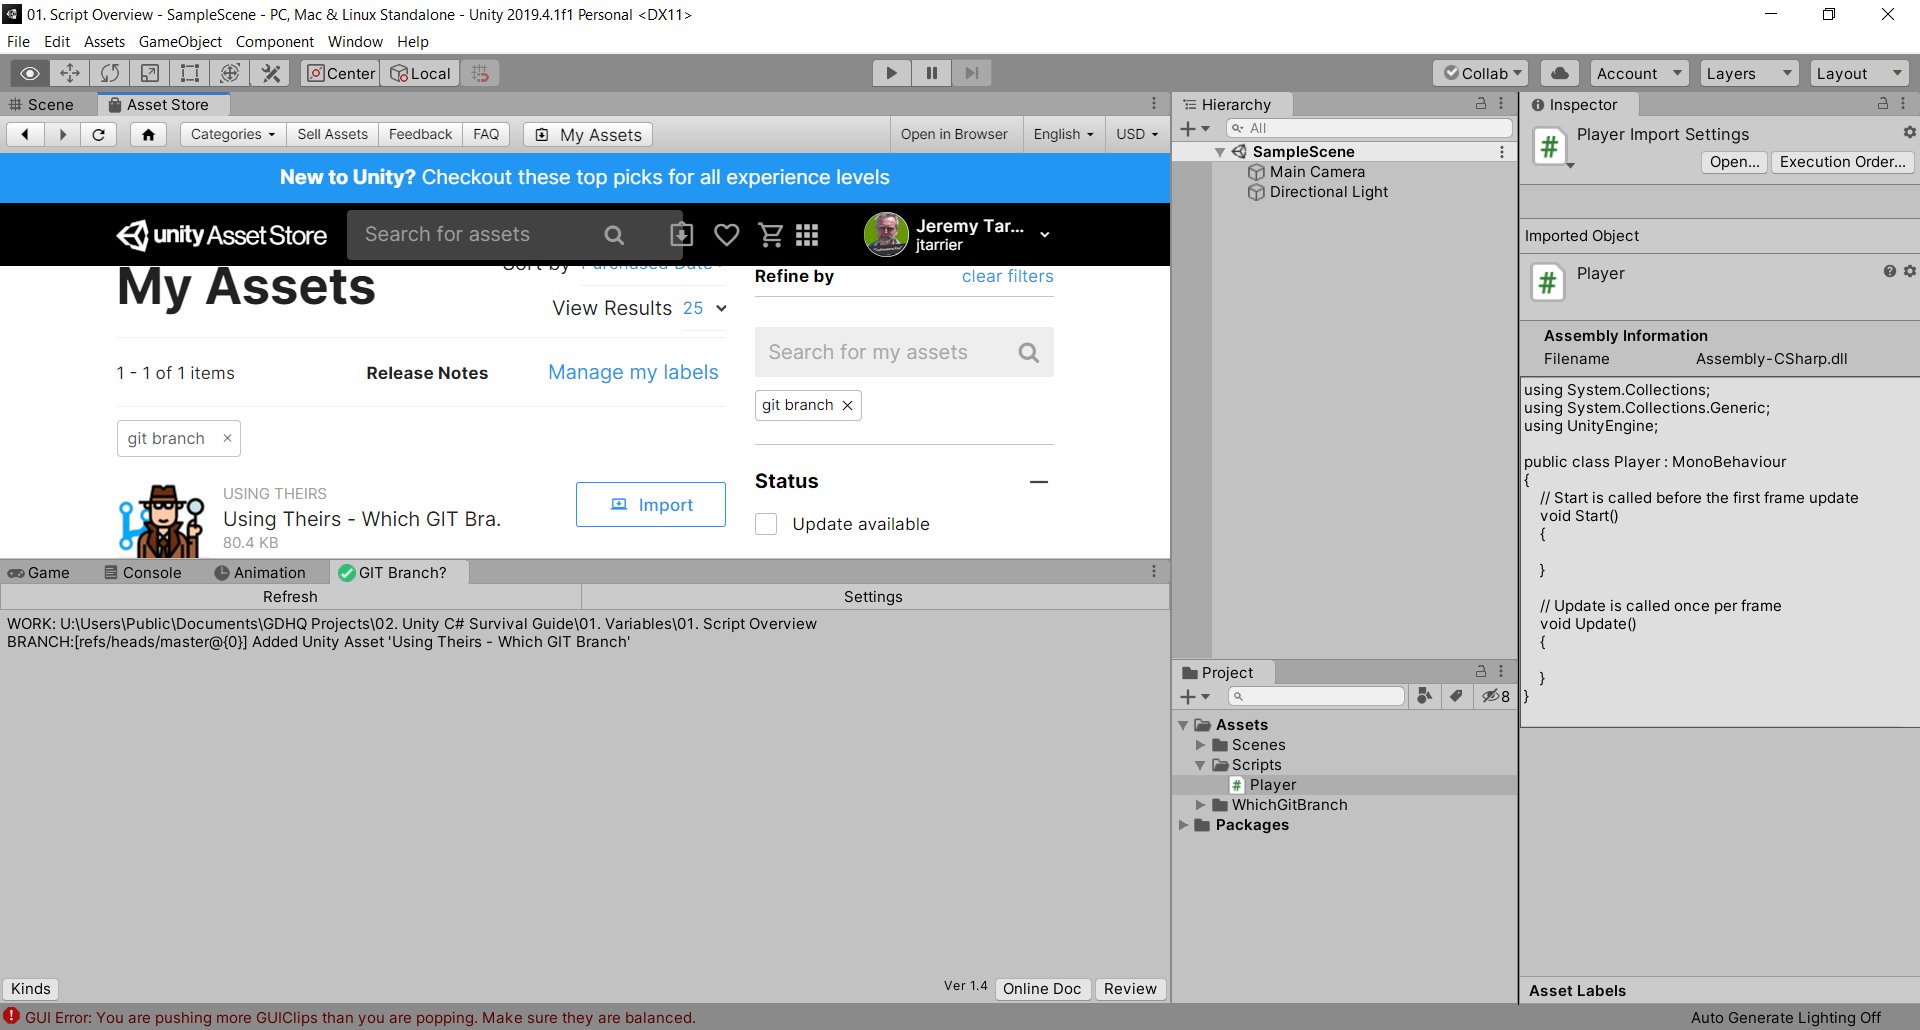 01. Script Overview - SampleScene - PC, Mac & Linux Standalone - Unity 2019.4.1f1 Personal <DX11>
File Edit Assets GameObject Component Window Help
Center Local Collab Account Layers Layout
Scene Asset Store
Categories Sell Assets Feedback FAQ My Assets Open in Browser English USD
New to Unity? Checkout these top picks for all experience levels
unity Asset Store Search for assets Jeremy Tar...
jtarrier
Sort by Purchased Date
My Assets
View Results 25
1 - 1 of 1 items Release Notes Manage my labels
git branch ×
USING THEIRS
Using Theirs - Which GIT Bra.
80.4 KB
Import
Refine by clear filters
Search for my assets
git branch ×
Status
Update available
Game Console Animation GIT Branch?
Refresh Settings
WORK: U:\Users\Public\Documents\GDHQ Projects\02. Unity C# Survival Guide\01. Variables\01. Script Overview
BRANCH:[refs/heads/master@{0}] Added Unity Asset 'Using Theirs - Which GIT Branch'
Kinds Ver 1.4 Online Doc Review
GUI Error: You are pushing more GUIClips than you are popping. Make sure they are balanced.
Hierarchy
All
SampleScene
Main Camera
Directional Light
Project
8
Assets
Scenes
Scripts
# Player
WhichGitBranch
Packages
Inspector
# Player Import Settings
Open... Execution Order...
Imported Object
# Player
Assembly Information
Filename Assembly-CSharp.dll
using System.Collections;
using System.Collections.Generic;
using UnityEngine;
public class Player : MonoBehaviour
{
// Start is called before the first frame update
void Start()
{
}
// Update is called once per frame
void Update()
{
}
}
Asset Labels
Auto Generate Lighting Off